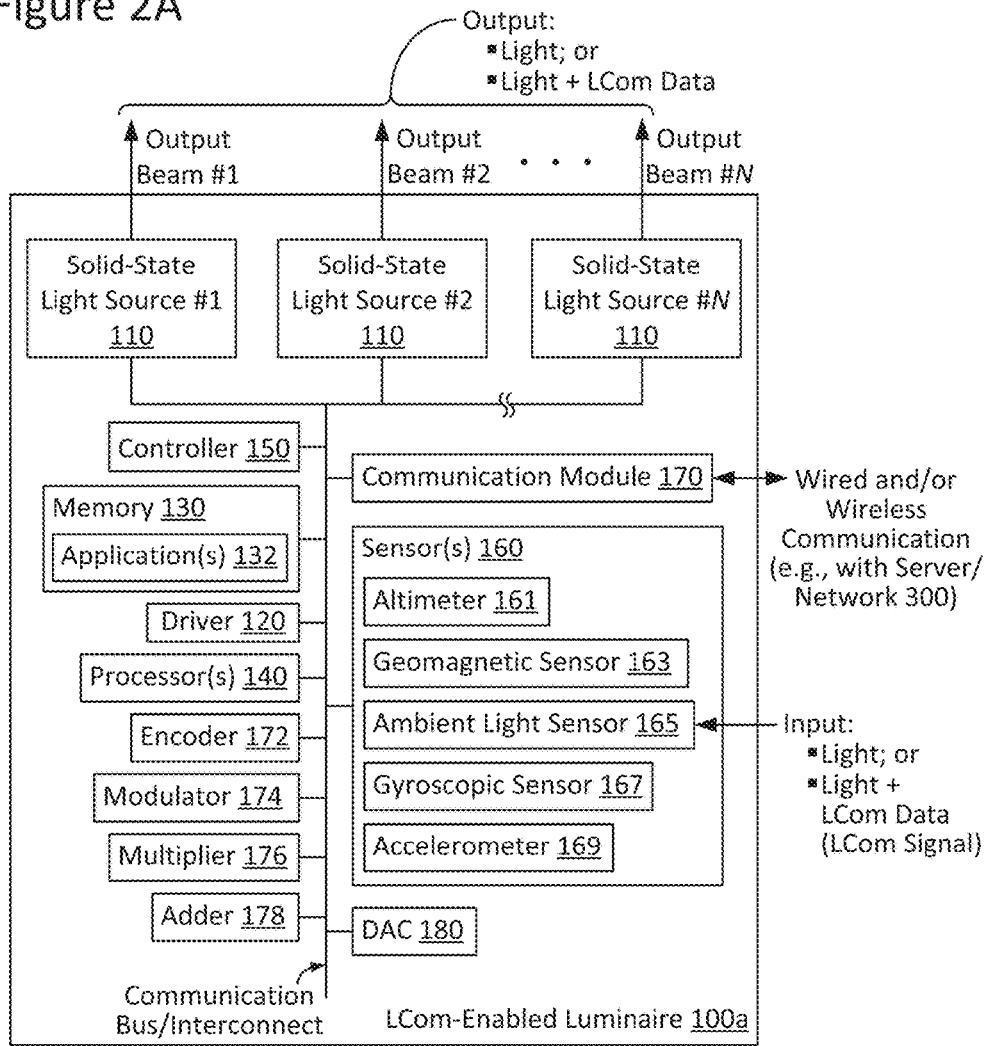 Figure 2A
Output:
▪Light; or
▪Light + LCom Data
Output
Beam #1
Output
Beam #2
. . .
Output
Beam #N
Solid-State
Light Source #1
110
Solid-State
Light Source #2
110
Solid-State
Light Source #N
110
Controller 150
Memory 130
Application(s) 132
Driver 120
Processor(s) 140
Encoder 172
Modulator 174
Multiplier 176
Adder 178
Communication
Bus/Interconnect
Communication Module 170
Wired and/or
Wireless
Communication
(e.g., with Server/
Network 300)
Sensor(s) 160
Altimeter 161
Geomagnetic Sensor 163
Ambient Light Sensor 165
Gyroscopic Sensor 167
Accelerometer 169
Input:
▪Light; or
▪Light +
LCom Data
(LCom Signal)
DAC 180
LCom-Enabled Luminaire 100a